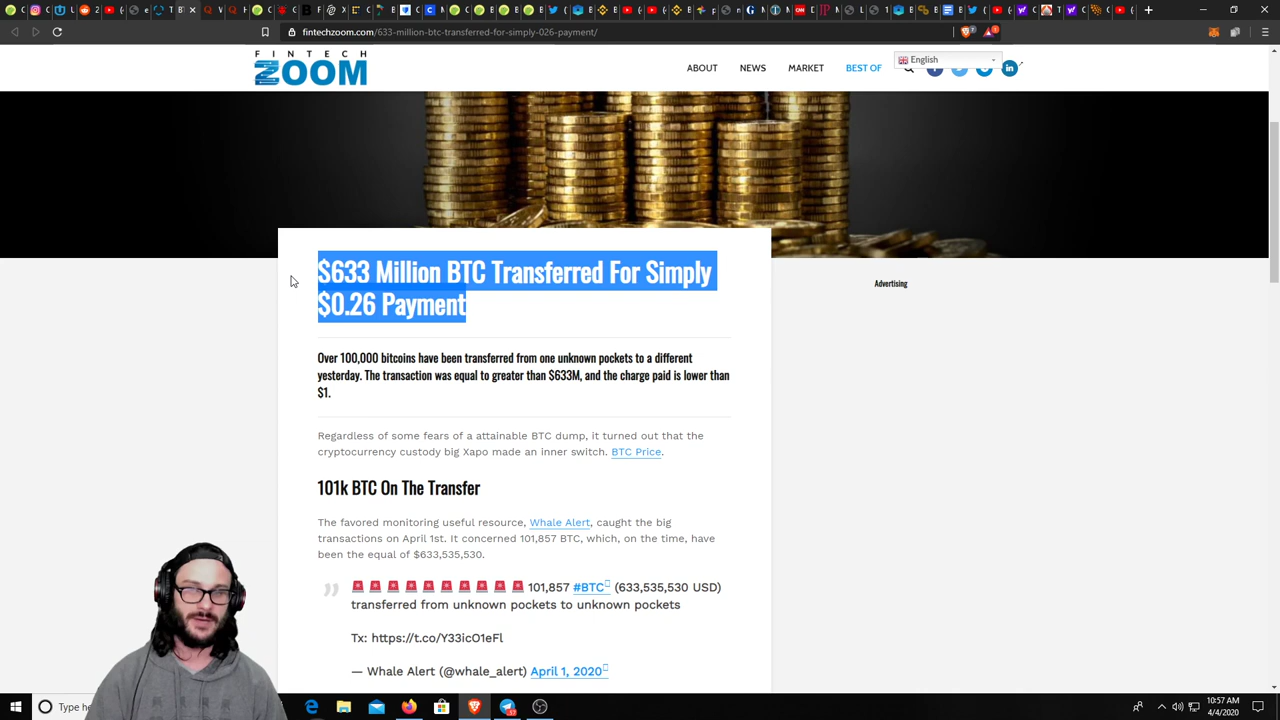 fintechzoom.com/633-million-btc-transferred-for-simply-026-payment/
FINTECH
ZOOM
ABOUT
NEWS
MARKET
BEST OF
English
$633 Million BTC Transferred For Simply
$0.26 Payment
Advertising
Over 100,000 bitcoins have been transferred from one unknown pockets to a different
yesterday. The transaction was equal to greater than $633M, and the charge paid is lower than
$1.
Regardless of some fears of a attainable BTC dump, it turned out that the
cryptocurrency custody big Xapo made an inner switch. BTC Price.
101k BTC On The Transfer
The favored monitoring useful resource, Whale Alert, caught the big
transactions on April 1st. It concerned 101,857 BTC, which, on the time, have
been the equal of $633,535,530.
🚨 🚨 🚨 🚨 🚨 🚨 🚨 🚨 🚨 🚨 101,857 #BTC (633,535,530 USD)
transferred from unknown pockets to unknown pockets
Tx: https://t.co/Y33icO1eFl
— Whale Alert (@whale_alert) April 1, 2020
Type he
10:57 AM
4/4/2020